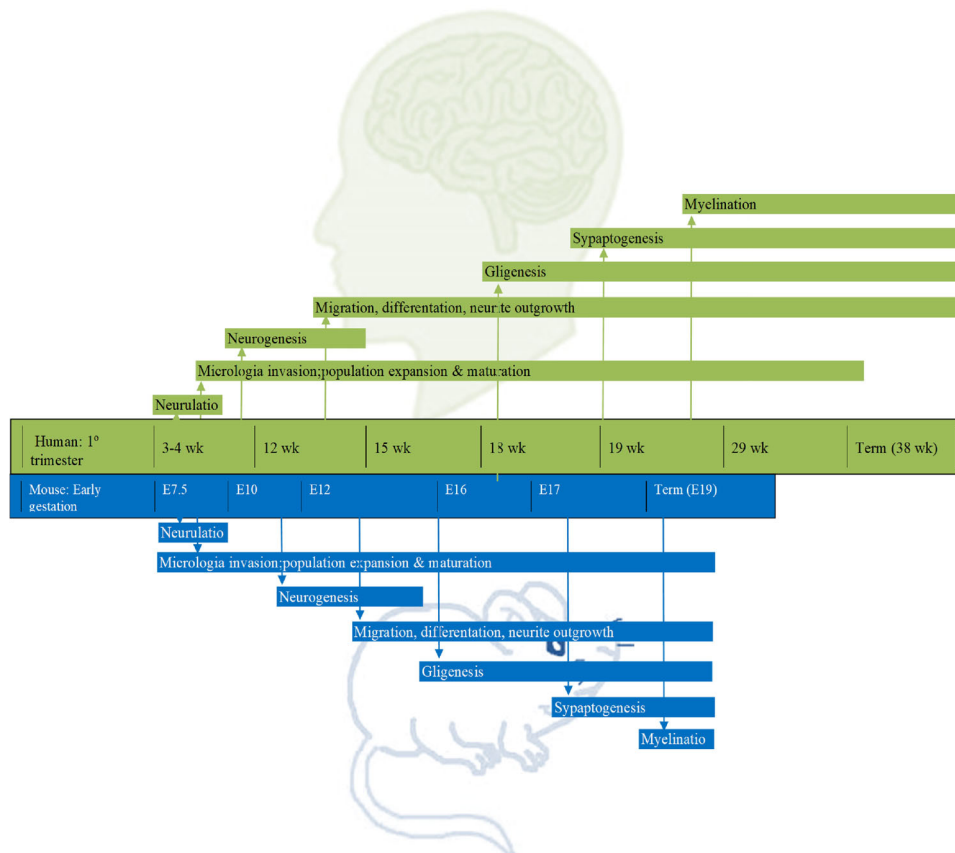 Myelination
Sypaptogenesis
Gligenesis
Migration, differentation, neurite outgrowth
Neurogenesis
Micrologia invasion;population expansion & maturation
Neurulatio
Human: 1º
trimester
3-4 wk
12 wk
15 wk
18 wk
19 wk
29 wk
Term (38 wk)
Mouse: Early
gestation
E7.5
E10
E12
E16
E17
Term (E19)
Neurulatio
Micrologia invasion;population expansion & maturation
Neurogenesis
Migration, differentation, neurite outgrowth
Gligenesis
Sypaptogenesis
Myelinatio